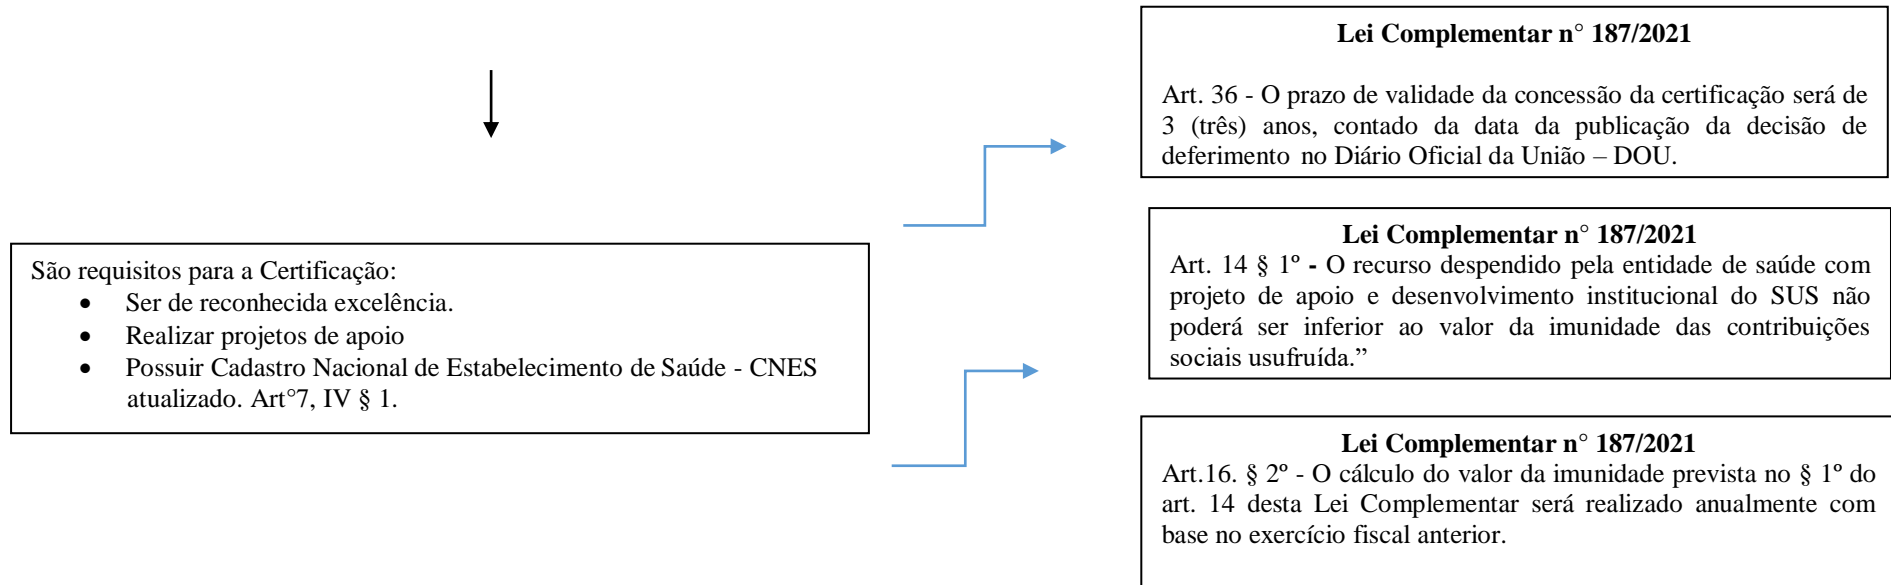 Lei Complementar n° 187/2021
Art. 36 - O prazo de validade da concessão da certificação será de
3 (três) anos, contado da data da publicação da decisão de
deferimento no Diário Oficial da União – DOU.
Lei Complementar n° 187/2021
Art. 14 § 1º - O recurso despendido pela entidade de saúde com
projeto de apoio e desenvolvimento institucional do SUS não
poderá ser inferior ao valor da imunidade das contribuições
sociais usufruída.”
São requisitos para a Certificação:
• Ser de reconhecida excelência.
• Realizar projetos de apoio
• Possuir Cadastro Nacional de Estabelecimento de Saúde - CNES
atualizado. Art°7, IV § 1.
Lei Complementar n° 187/2021
Art.16. § 2º - O cálculo do valor da imunidade prevista no § 1º do
art. 14 desta Lei Complementar será realizado anualmente com
base no exercício fiscal anterior.